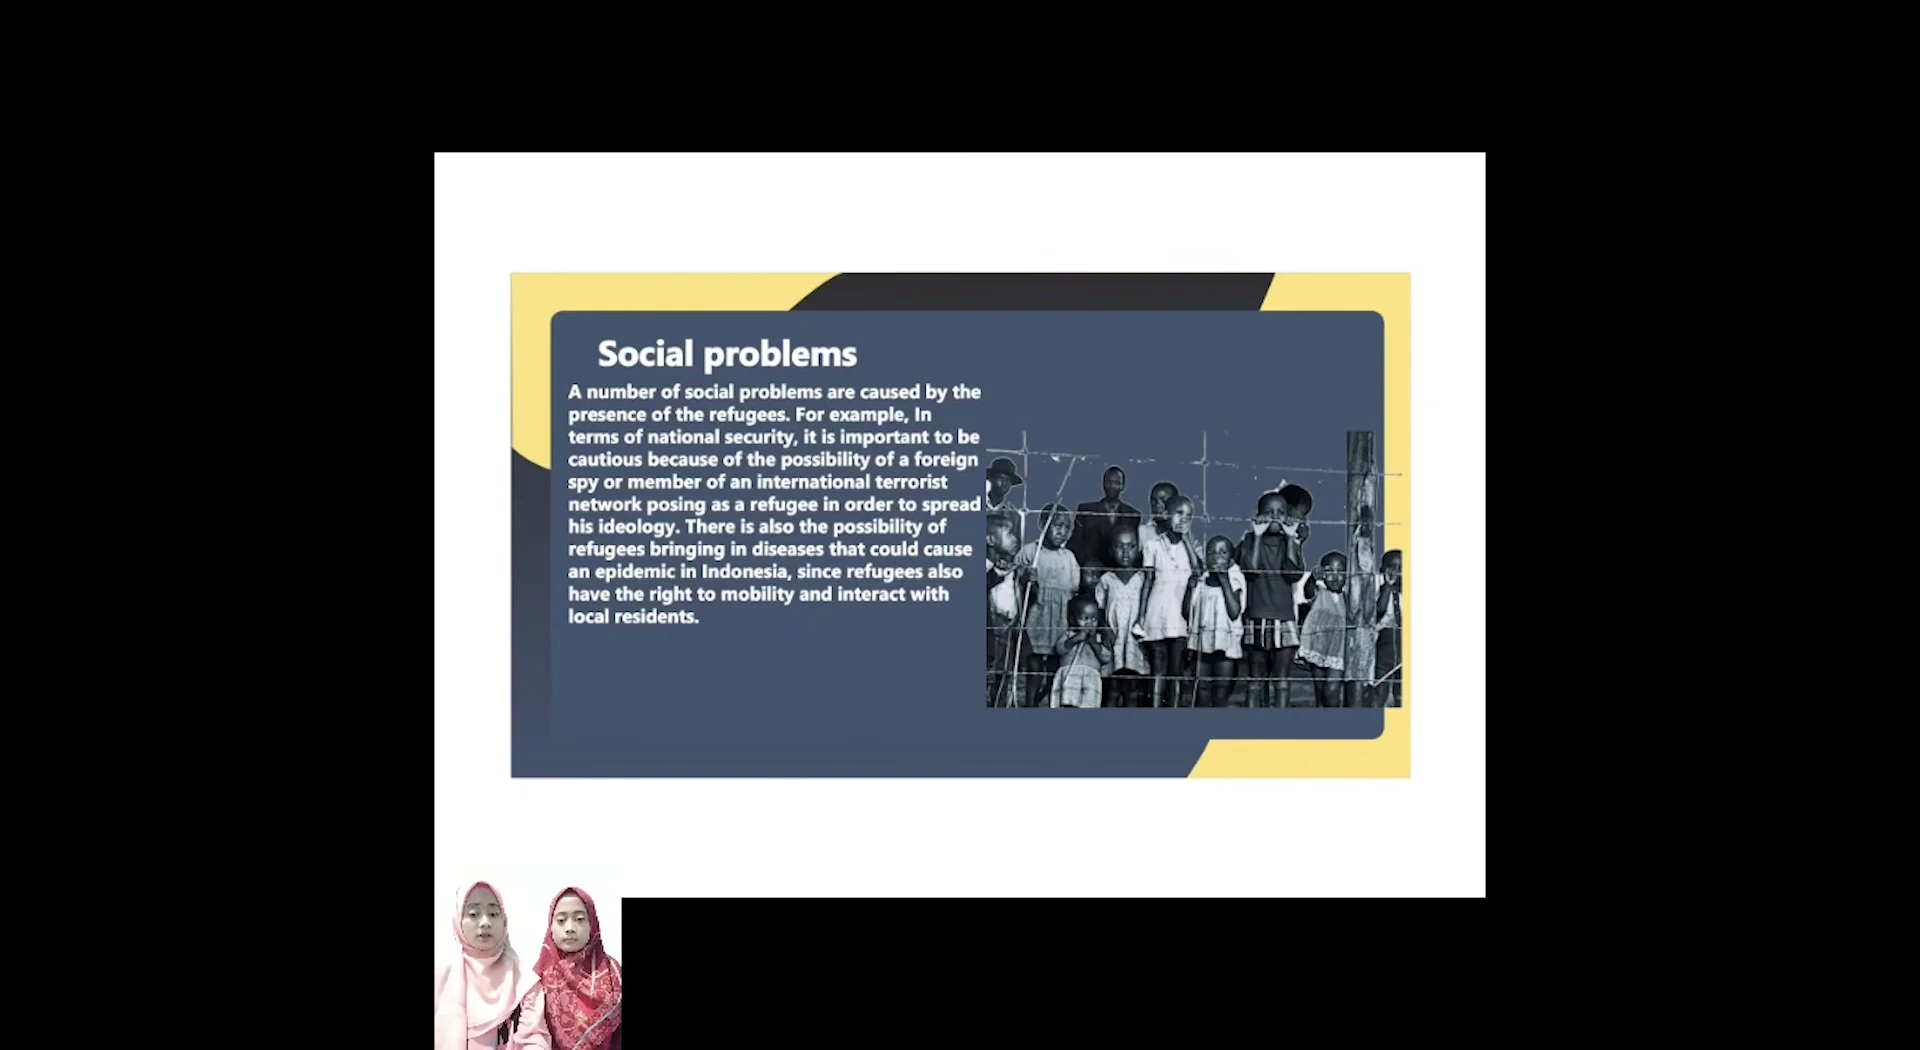 Social problems
A number of social problems are caused by the
presence of the refugees. For example, In
terms of national security, it is important to be
cautious because of the possibility of a foreign
spy or member of an international terrorist
network posing as a refugee in order to spread
his ideology. There is also the possibility of
refugees bringing in diseases that could cause
an epidemic in Indonesia, since refugees also
have the right to mobility and interact with
local residents.